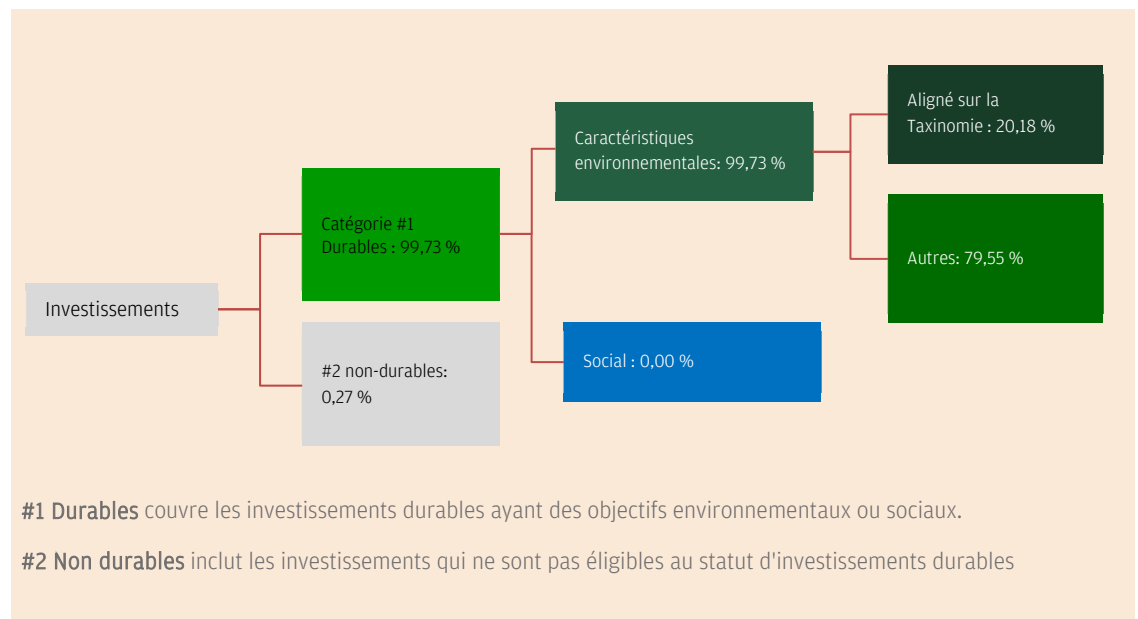 Aligné sur la
Taxinomie : 20,18 %
Caractéristiques
environnementales: 99,73 %
Catégorie #1
Durables : 99,73 %
Autres: 79,55 %
Investissements
#2 non-durables:
0,27 %
Social : 0,00 %
#1 Durables couvre les investissements durables ayant des objectifs environnementaux ou sociaux.
#2 Non durables inclut les investissements qui ne sont pas éligibles au statut d'investissements durables